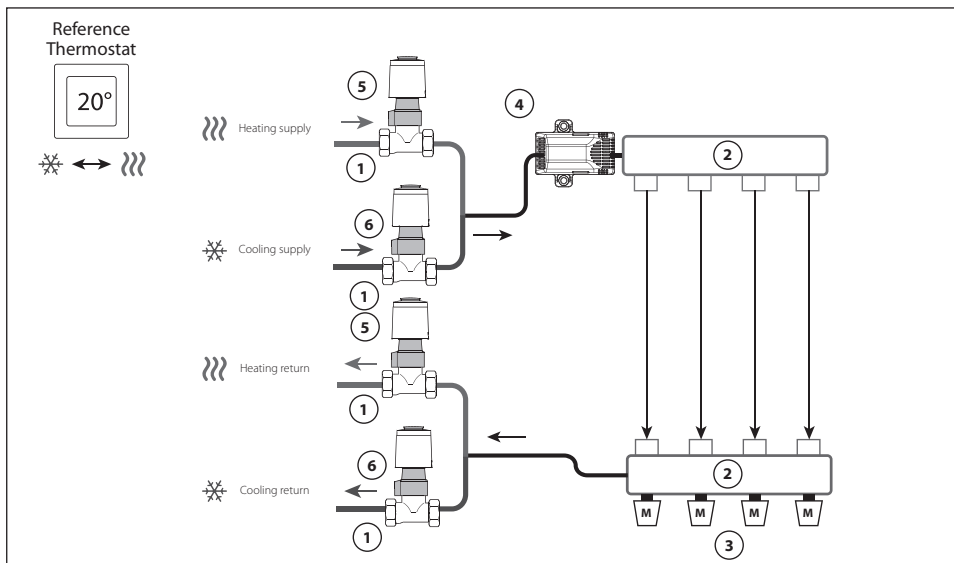 Reference
Thermostat
20°
5
Heating supply
1
4
2
6
Cooling supply
1
5
Heating return
1
6
Cooling return
1
2
M M M M
3